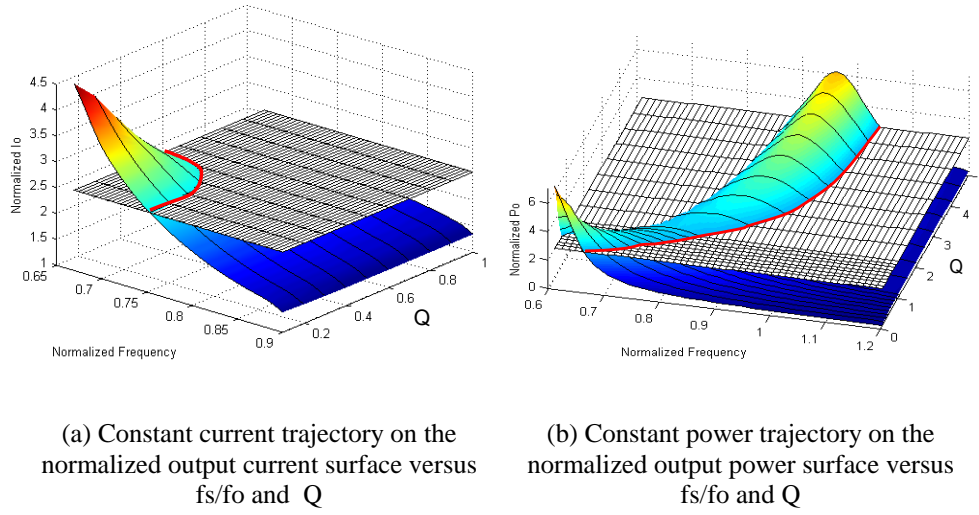 4.5
4
3.5
3
2.5
2
1.5
1
Normalized Io
0.65
0.7
0.75
0.8
0.85
0.9
Normalized Frequency
0.2
0.4
0.6
0.8
1
Q
6
4
2
0
Normalized Po
0.6
0.7
0.8
0.9
1
1.1
1.2
Normalized Frequency
0
1
2
3
4
Q
(a) Constant current trajectory on the
normalized output current surface versus
fs/fo and Q
(b) Constant power trajectory on the
normalized output power surface versus
fs/fo and Q